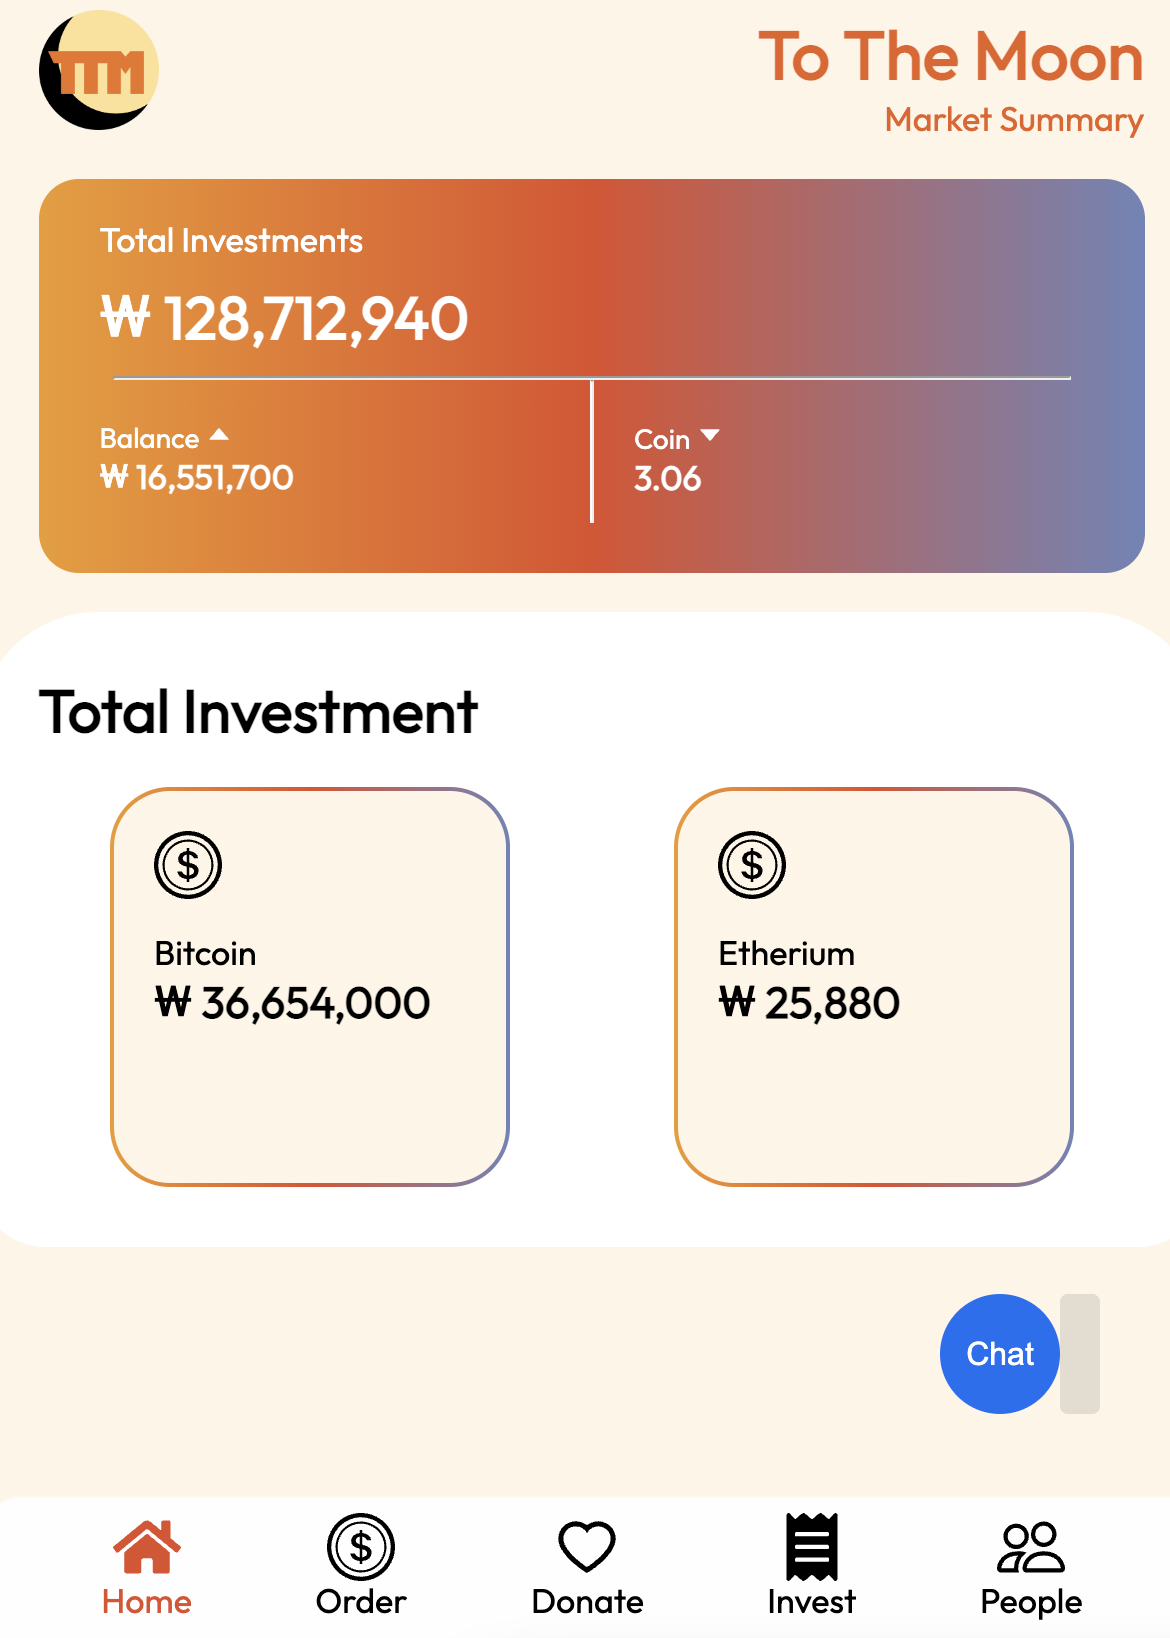 TTM
To The Moon
Market Summary
Total Investments
₩ 128,712,940
Balance
₩ 16,551,700
Coin
3.06
Total Investment
$
Bitcoin
₩ 36,654,000
$
Etherium
₩ 25,880
Chat
$
Home
Order
Donate
Invest
People